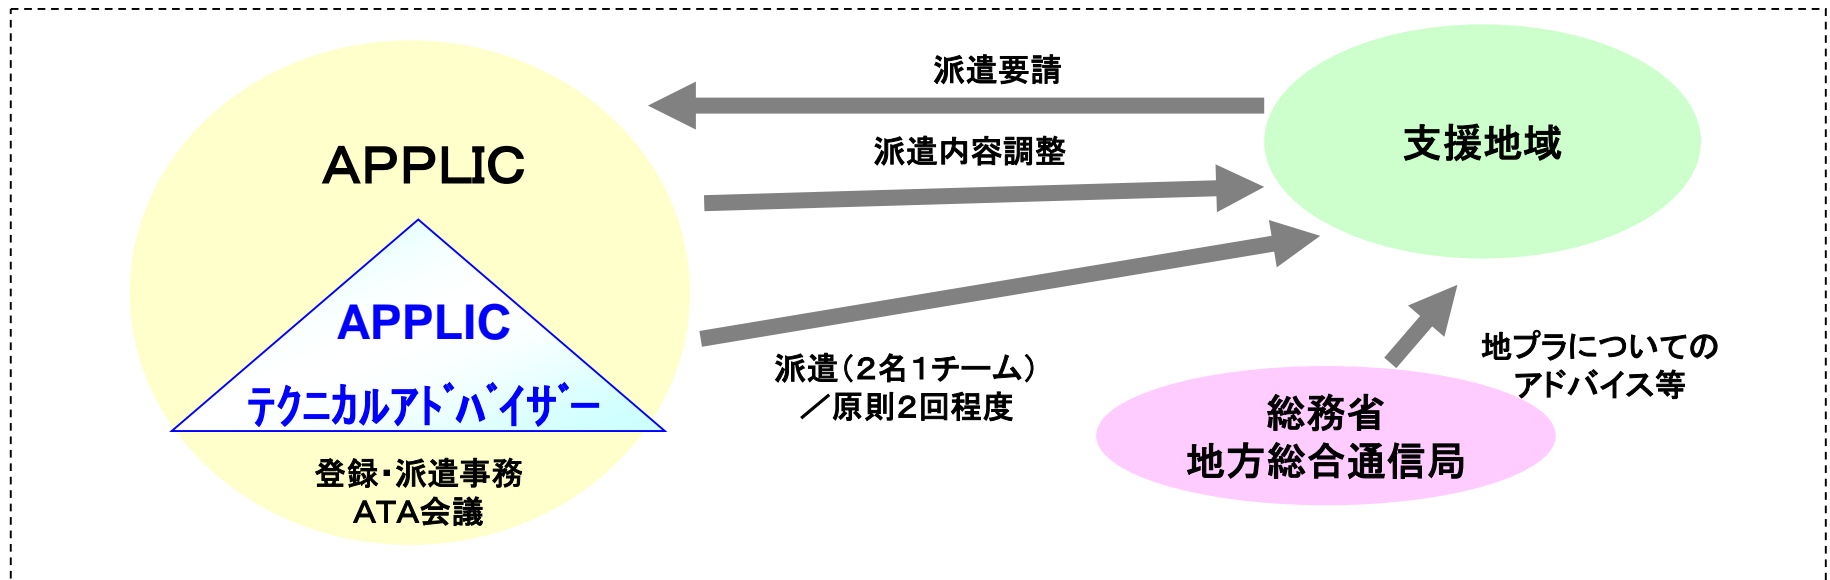 派遣要請
支援地域
派遣内容調整
ＡＰＰＬＩＣ
APPLIC
ﾃｸﾆｶﾙｱﾄﾞﾊﾞｲｻﾞｰ
登録・派遣事務
ＡＴＡ会議
派遣（２名１チーム）
／原則２回程度
地プラについての
アドバイス等
総務省
地方総合通信局